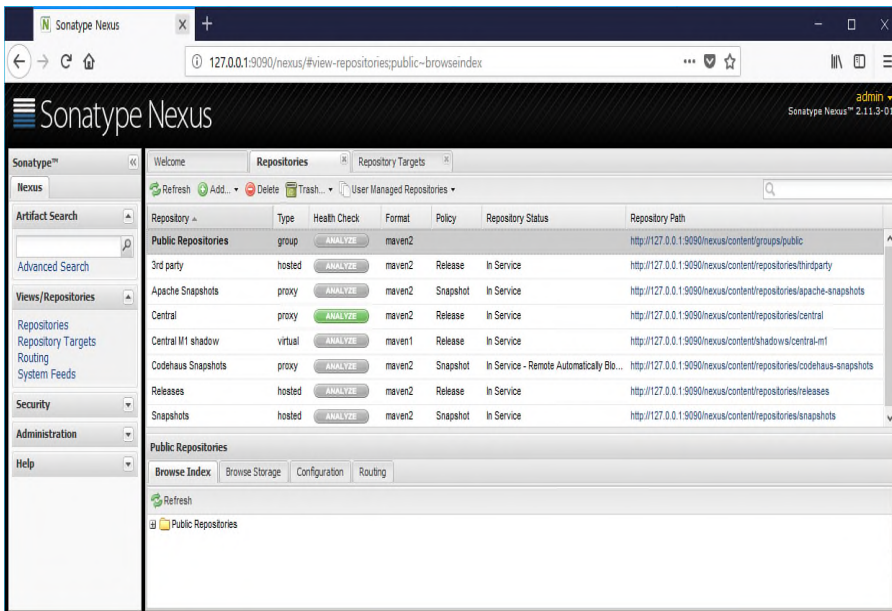 Sonatype Nexus
127.0.0.1:9090/nexus/#view-repositories;public~browseindex
Sonatype Nexus
admin
Sonatype Nexus™ 2.11.3-01
Sonatype™
Nexus
Artifact Search
Advanced Search
Views/Repositories
Repositories
Repository Targets
Routing
System Feeds
Security
Administration
Help
Welcome Repositories Repository Targets
Refresh Add... Delete Trash... User Managed Repositories
Repository Type Health Check Format Policy Repository Status Repository Path
Public Repositories group ANALYZE maven2 http://127.0.0.1:9090/nexus/content/groups/public
3rd party hosted ANALYZE maven2 Release In Service http://127.0.0.1:9090/nexus/content/repositories/thirdparty
Apache Snapshots proxy ANALYZE maven2 Snapshot In Service http://127.0.0.1:9090/nexus/content/repositories/apache-snapshots
Central proxy ANALYZE maven2 Release In Service http://127.0.0.1:9090/nexus/content/repositories/central
Central M1 shadow virtual ANALYZE maven1 Release In Service http://127.0.0.1:9090/nexus/content/shadows/central-m1
Codehaus Snapshots proxy ANALYZE maven2 Snapshot In Service - Remote Automatically Blo... http://127.0.0.1:9090/nexus/content/repositories/codehaus-snapshots
Releases hosted ANALYZE maven2 Release In Service http://127.0.0.1:9090/nexus/content/repositories/releases
Snapshots hosted ANALYZE maven2 Snapshot In Service http://127.0.0.1:9090/nexus/content/repositories/snapshots
Public Repositories
Browse Index Browse Storage Configuration Routing
Refresh
Public Repositories